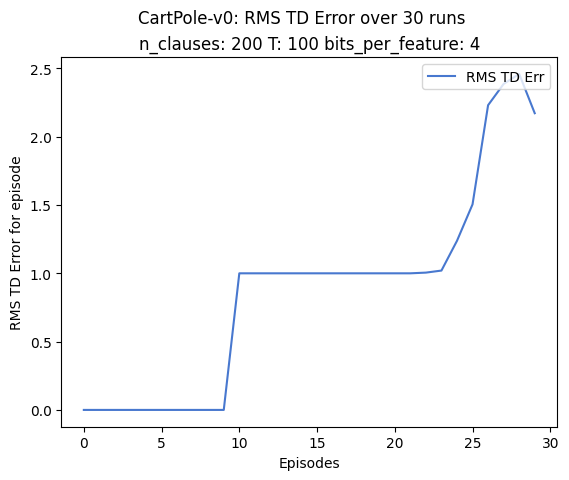 CartPole-v0: RMS TD Error over 30 runs
n_clauses: 200 T: 100 bits_per_feature: 4
RMS TD Err
2.5
2.0
1.5
1.0
0.5
0.0
RMS TD Error for episode
0 5 10 15 20 25 30
Episodes